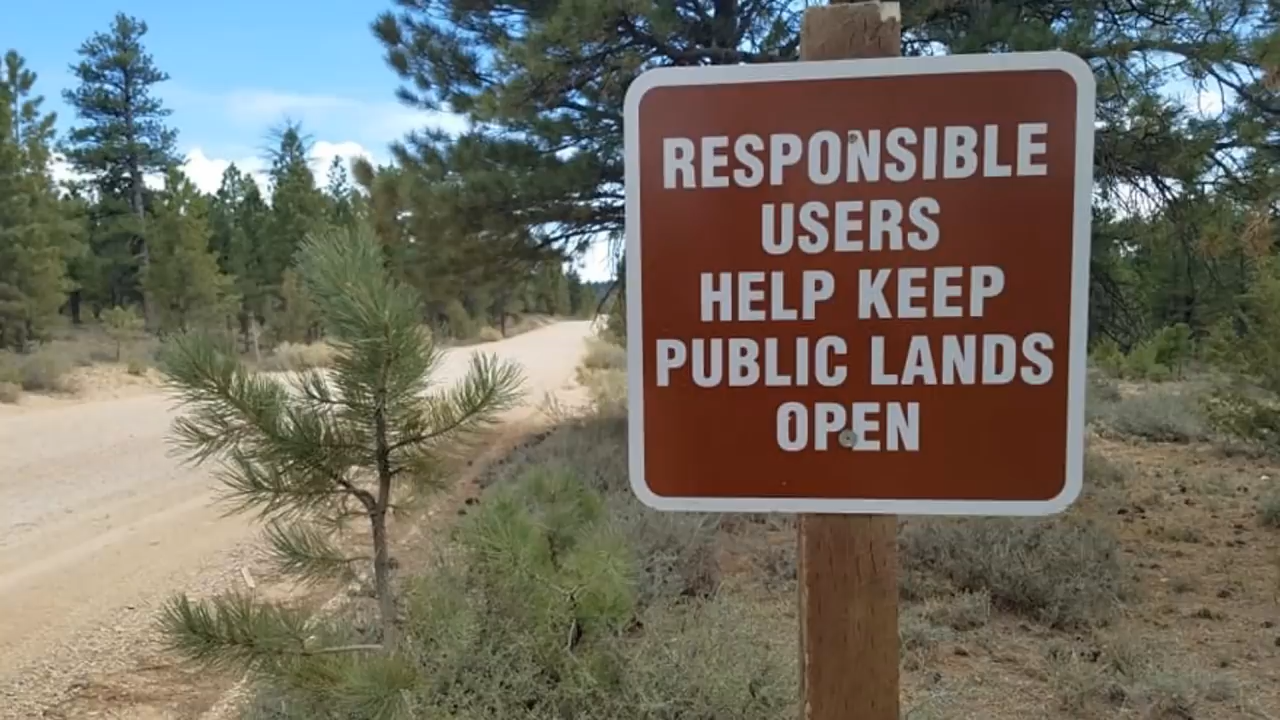 RESPONSIBLE
USERS
HELP KEEP
PUBLIC LANDS
OPEN